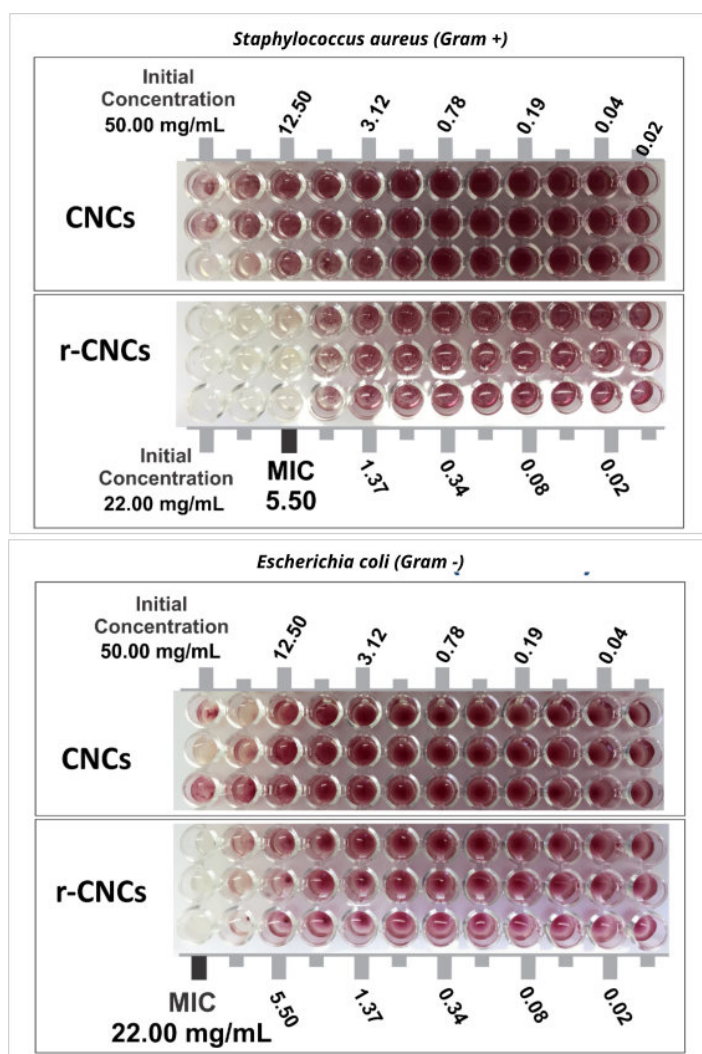 Staphylococcus aureus (Gram +)
Initial
Concentration
50.00 mg/mL
12.50
3.12
0.78
0.19
0.04
0.02
CNCs
r-CNCs
Initial
Concentration
22.00 mg/mL
MIC
5.50
1.37
0.34
0.08
0.02
Escherichia coli (Gram -)
Initial
Concentration
50.00 mg/mL
12.50
3.12
0.78
0.19
0.04
CNCs
r-CNCs
MIC
22.00 mg/mL
5.50
1.37
0.34
0.08
0.02